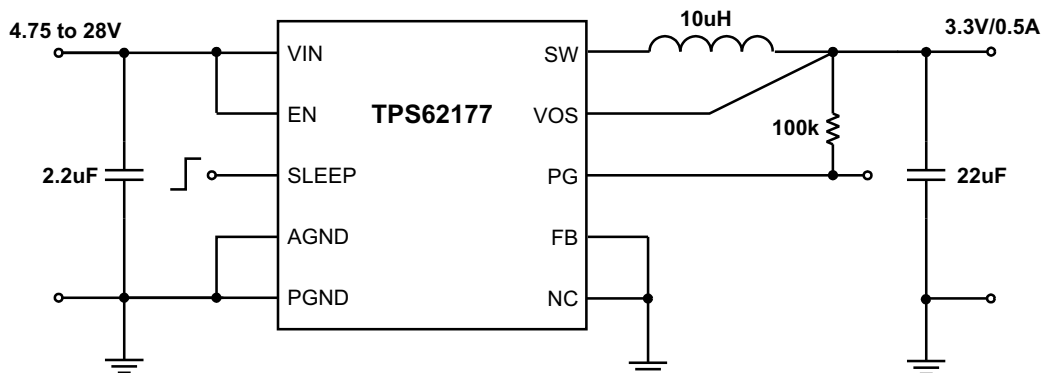 4.75 to 28V
10uH
3.3V/0.5A
VIN
SW
EN
TPS62177
VOS
100k
2.2uF
SLEEP
PG
22uF
AGND
FB
PGND
NC